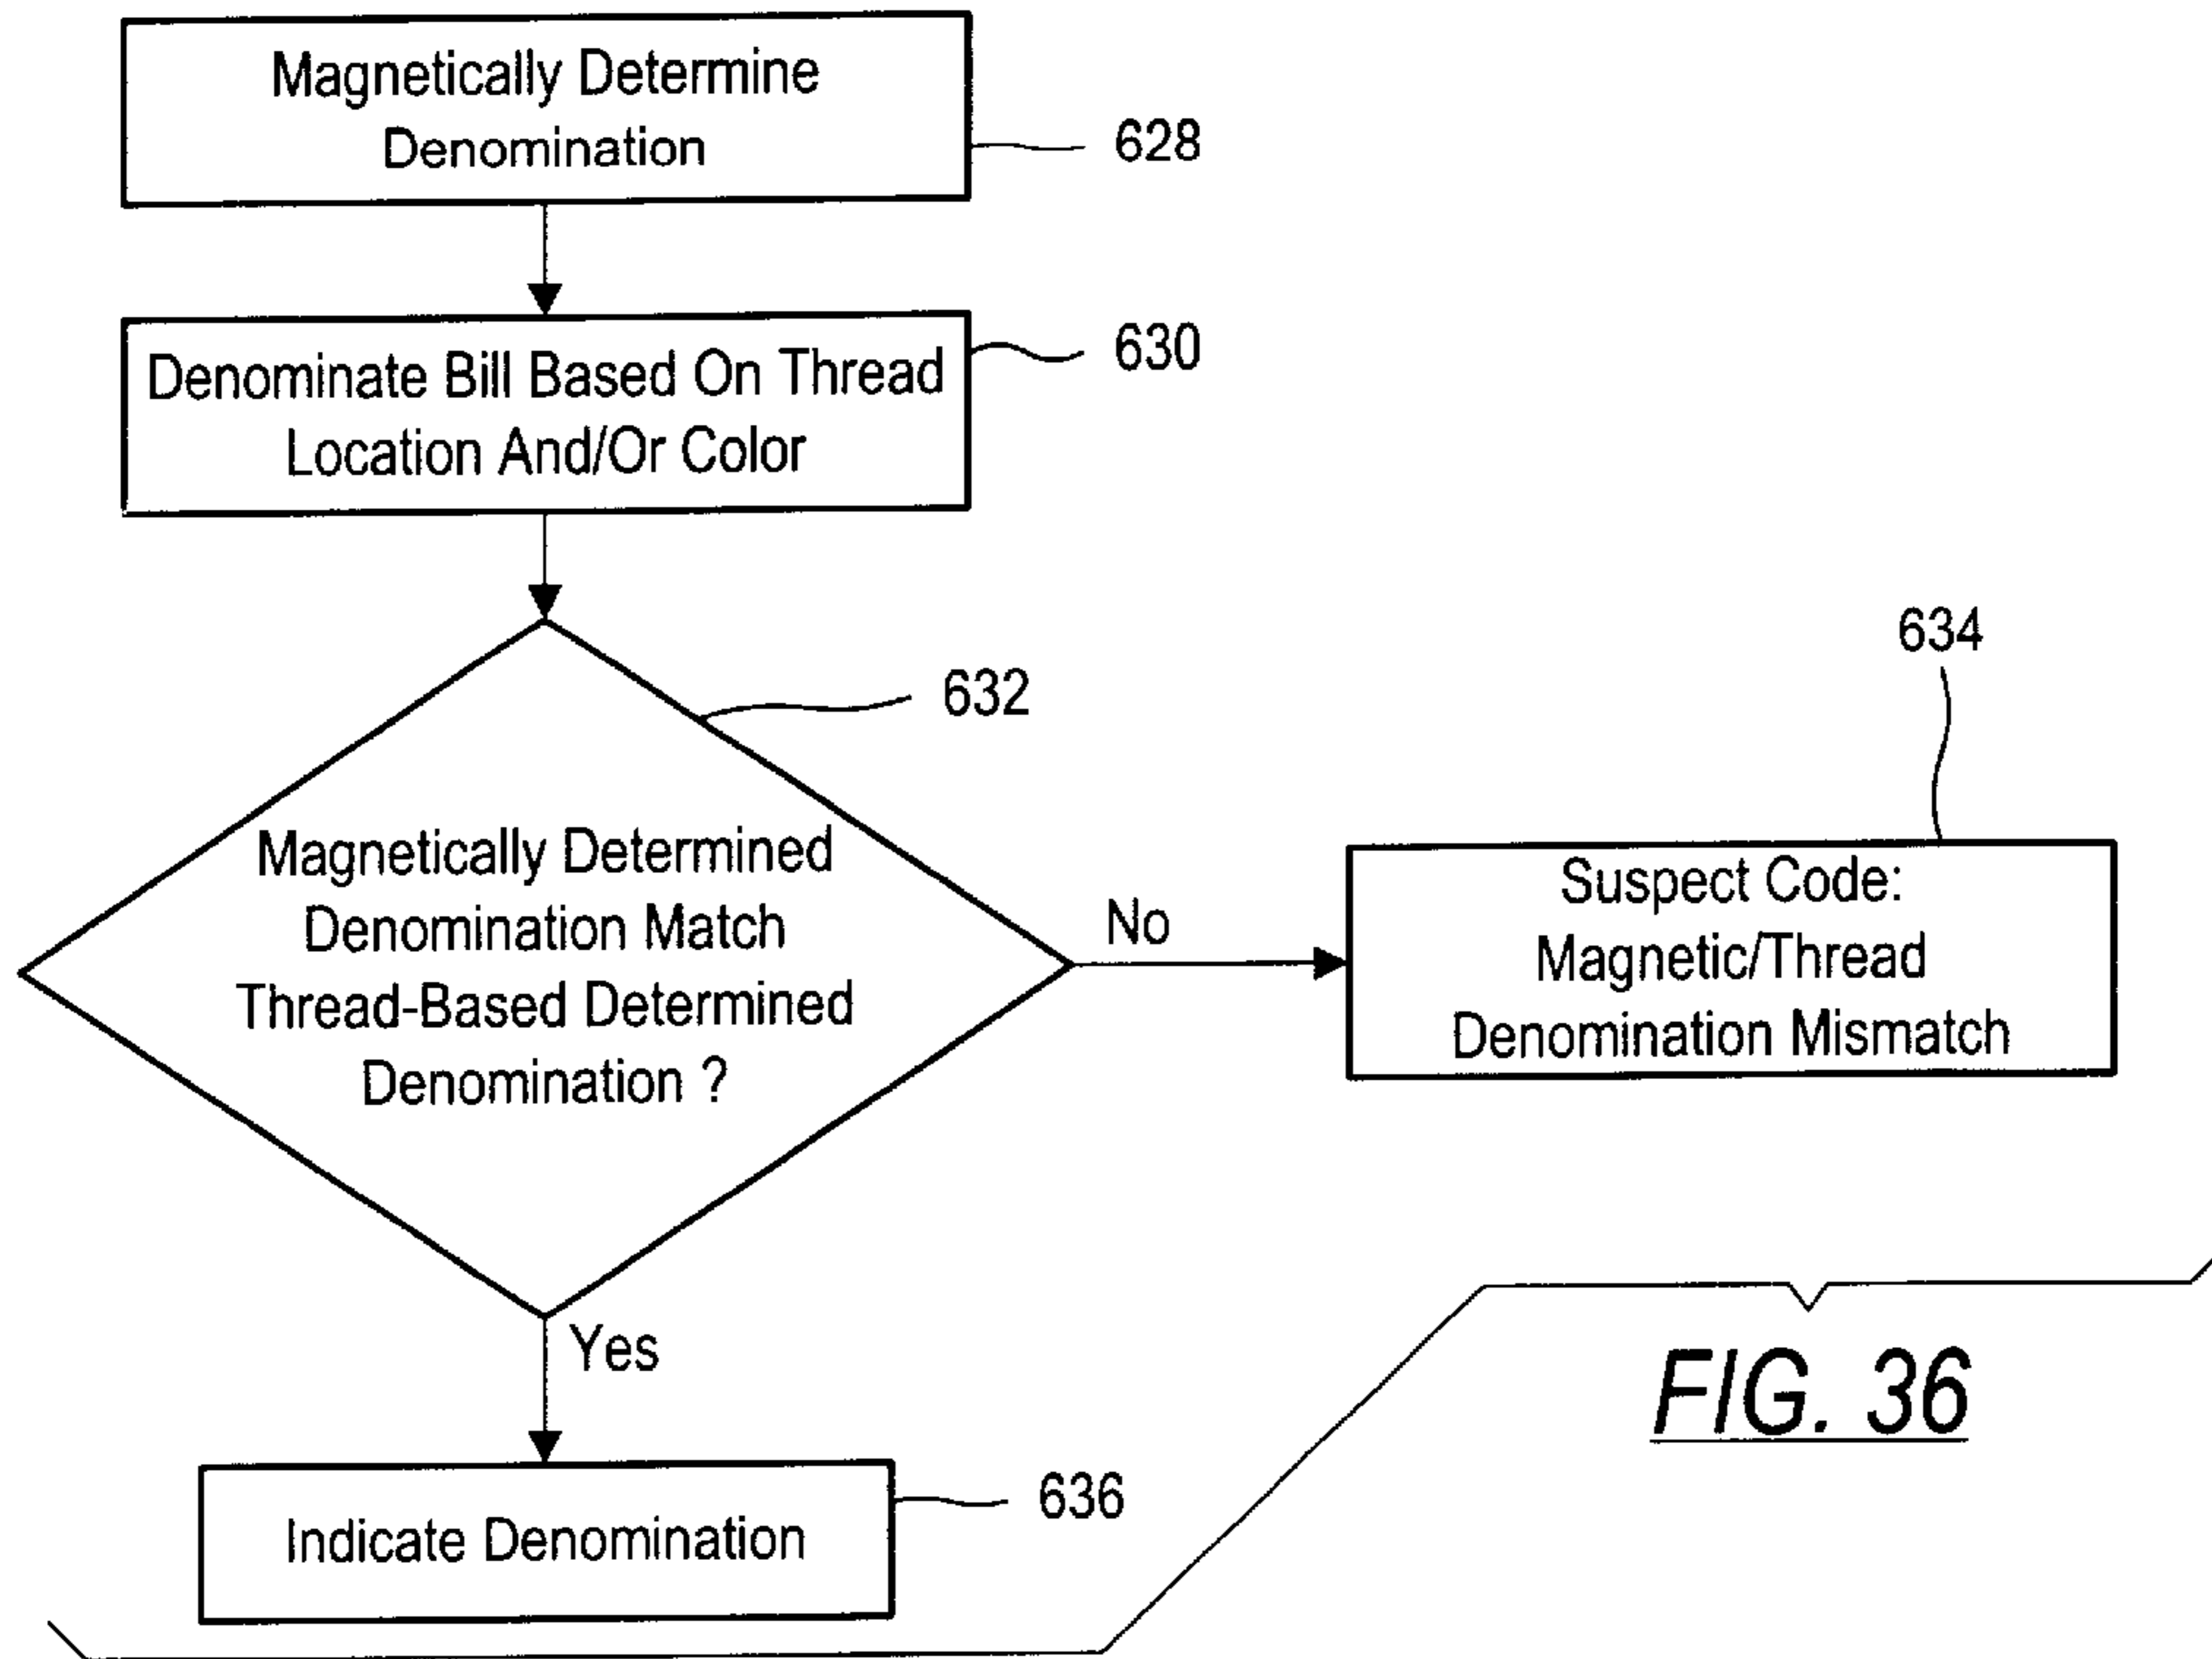 Magnetically Determine
Denomination
628
Denominate Bill Based On Thread
Location And/Or Color
630
632
Magnetically Determined
Denomination Match
Thread-Based Determined
Denomination ?
No
634
Suspect Code:
Magnetic/Thread
Denomination Mismatch
Yes
636
Indicate Denomination
FIG. 36